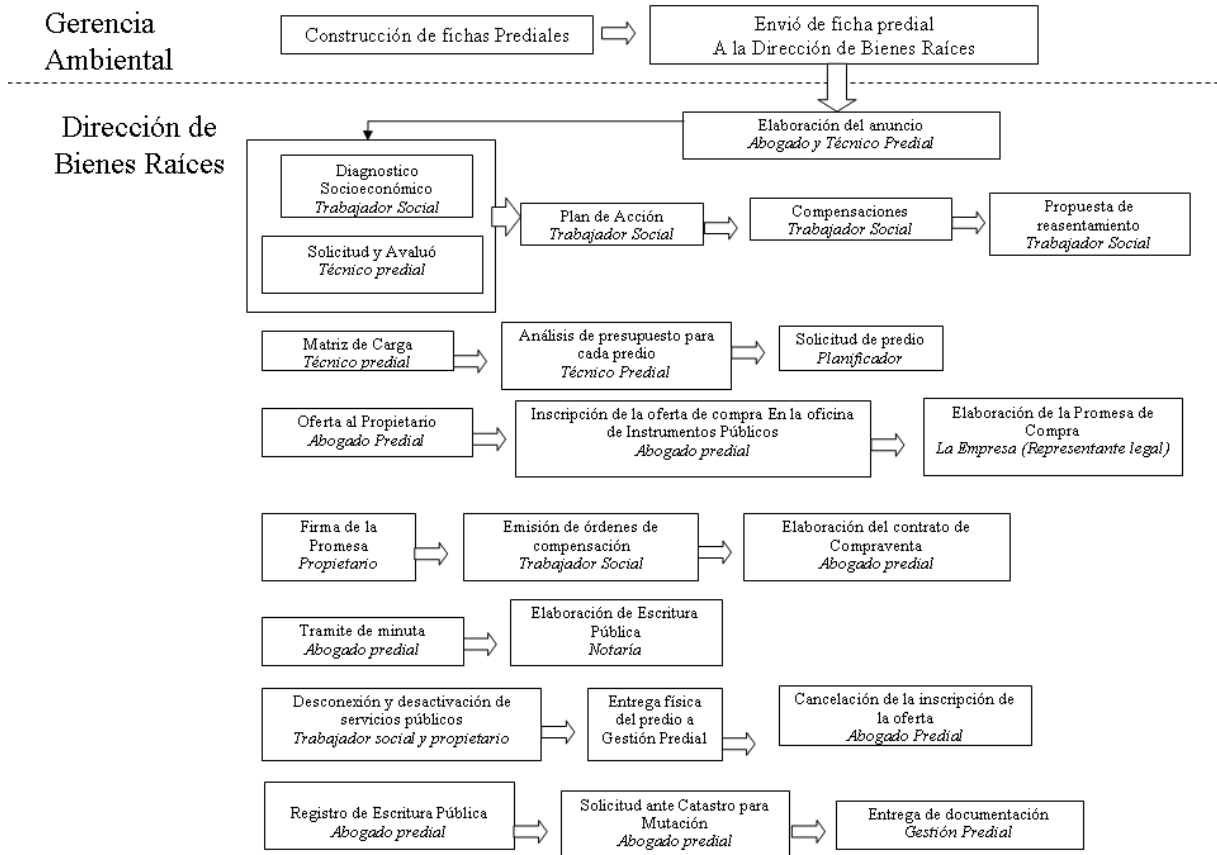 Gerencia
Ambiental
Construcción de fichas Prediales
Envió de ficha predial
A la Dirección de Bienes Raíces
Dirección de
Bienes Raíces
Elaboración del anuncio
Abogado y Técnico Predial
Diagnostico
Socioeconómico
Trabajador Social
Solicitud y Avaluó
Técnico predial
Plan de Acción
Trabajador Social
Compensaciones
Trabajador Social
Propuesta de
reasentamiento
Trabajador Social
Matriz de Carga
Técnico predial
Análisis de presupuesto para
cada predio
Técnico Predial
Solicitud de predio
Planificador
Oferta al Propietario
Abogado Predial
Inscripción de la oferta de compra En la oficina
de Instrumentos Públicos
Abogado predial
Elaboración de la Promesa de
Compra
La Empresa (Representante legal)
Firma de la
Promesa
Propietario
Emisión de órdenes de
compensación
Trabajador Social
Elaboración del contrato de
Compraventa
Abogado predial
Tramite de minuta
Abogado predial
Elaboración de Escritura
Pública
Notaría
Desconexión y desactivación de
servicios públicos
Trabajador social y propietario
Entrega física
del predio a
Gestión Predial
Cancelación de la inscripción de
la oferta
Abogado Predial
Registro de Escritura Pública
Abogado predial
Solicitud ante Catastro para
Mutación
Abogado predial
Entrega de documentación
Gestión Predial